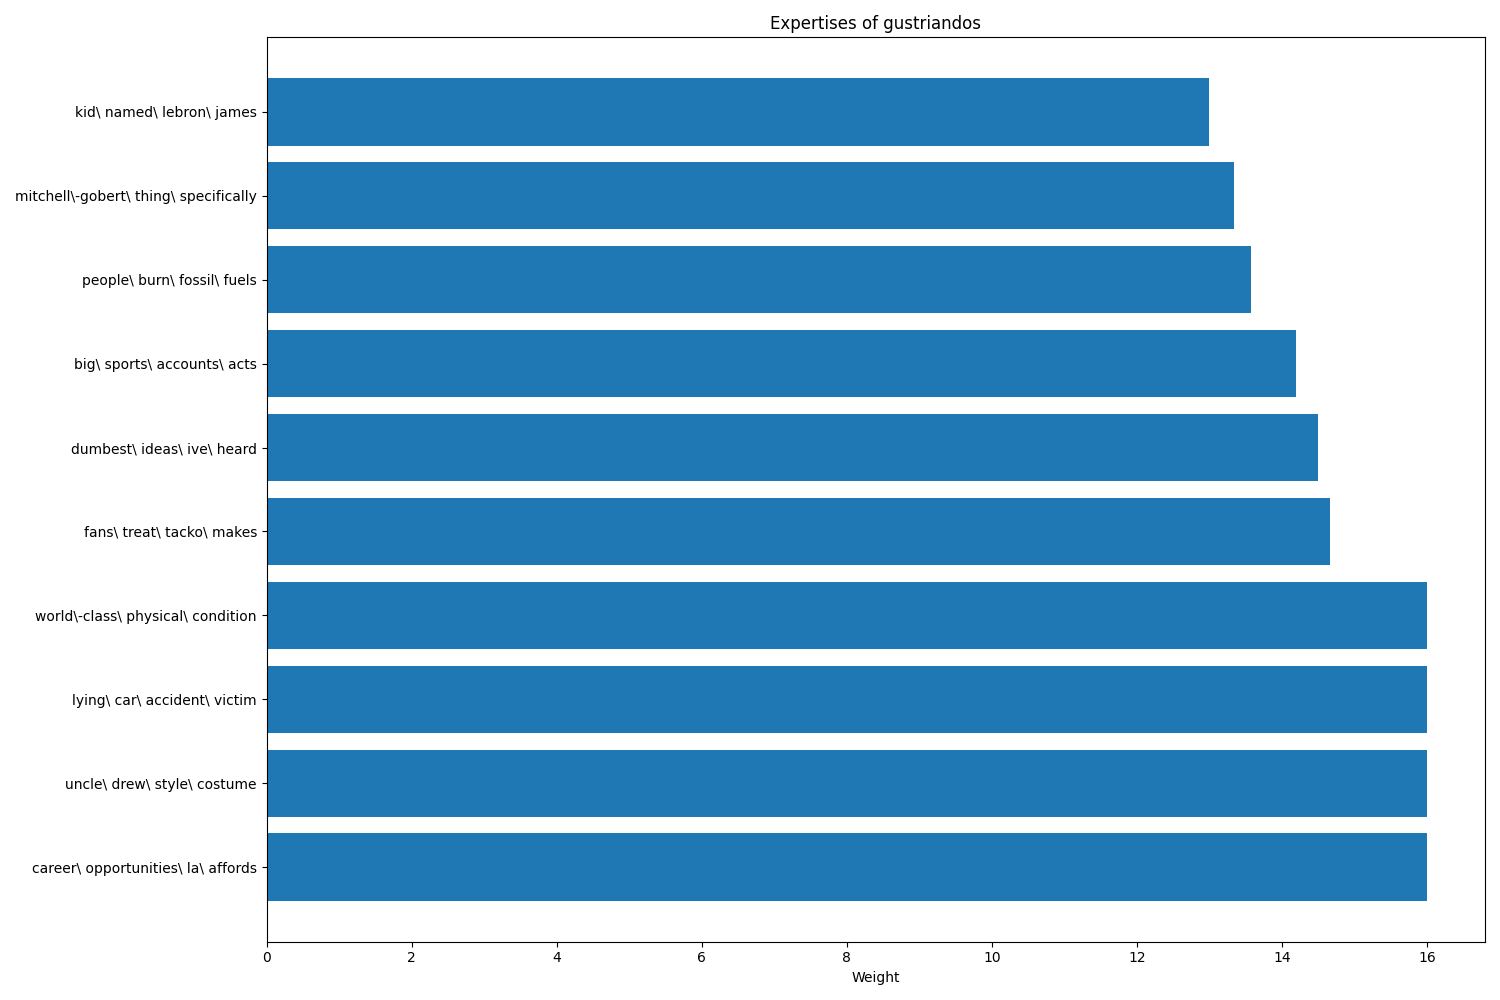 Expertises of gustriandos
kid\ named\ lebron\ james
mitchell\-gobert\ thing\ specifically
people\ burn\ fossil\ fuels
big\ sports\ accounts\ acts
dumbest\ ideas\ ive\ heard
fans\ treat\ tacko\ makes
world\-class\ physical\ condition
lying\ car\ accident\ victim
uncle\ drew\ style\ costume
career\ opportunities\ la\ affords
0 2 4 6 8 10 12 14 16
Weight